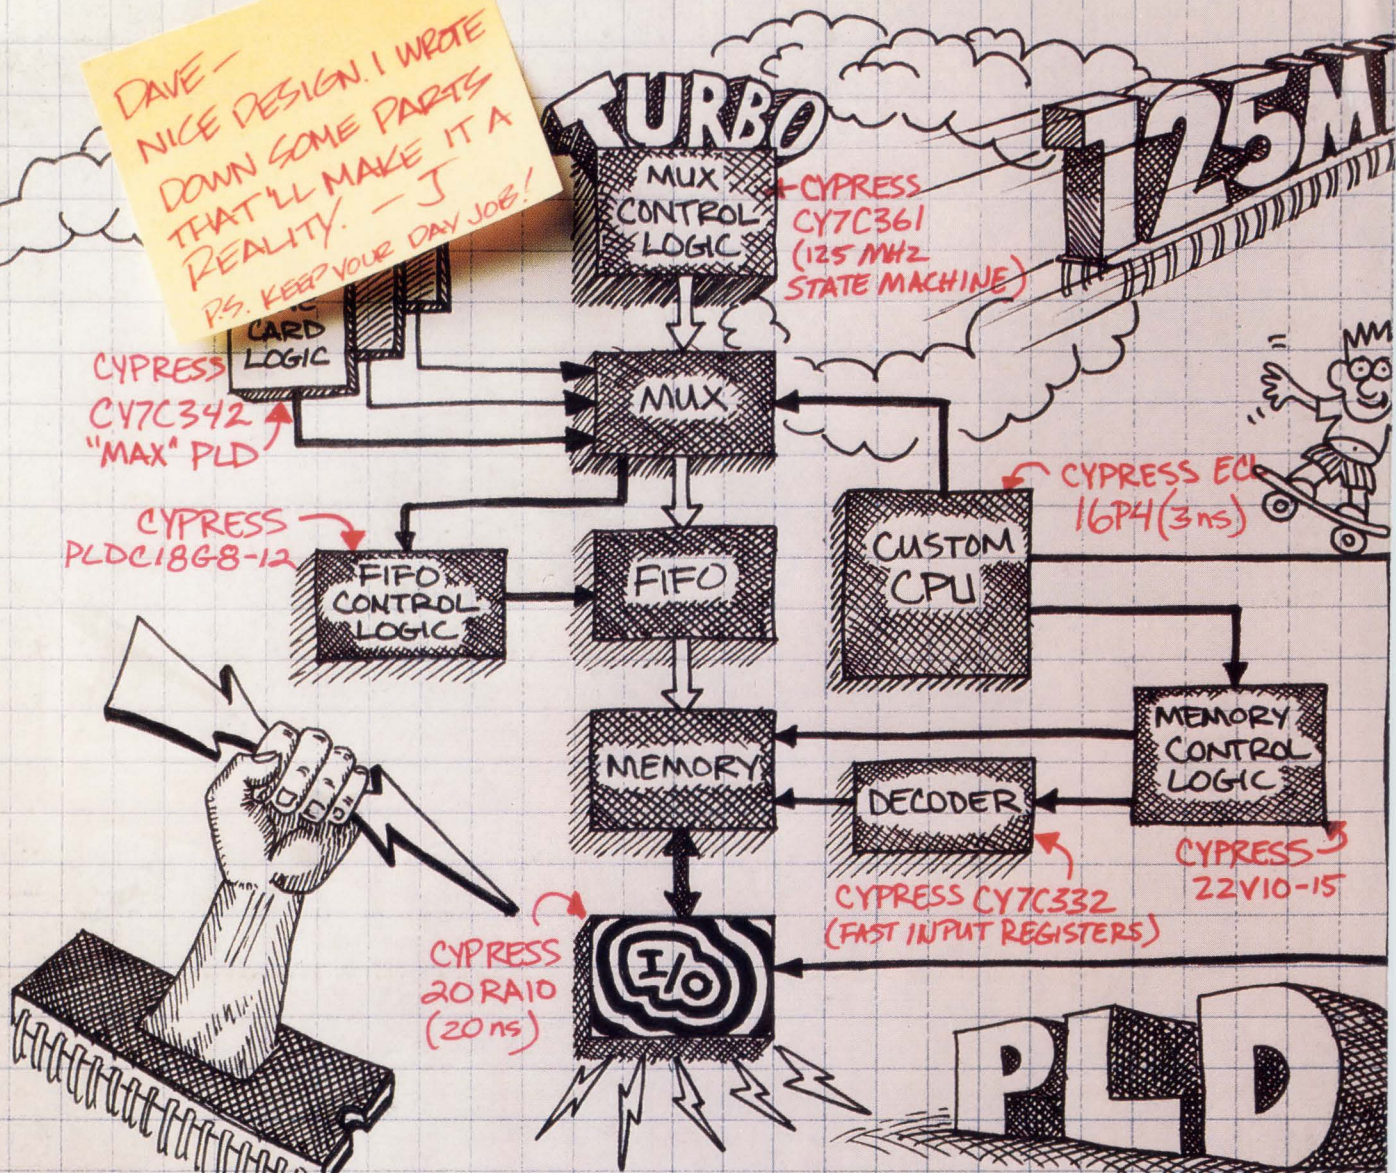 DAVE-
NICE DESIGN. I WROTE
DOWN SOME PARTS
THAT'LL MAKE IT A
REALITY. - J
P.S. KEEP YOUR DAY JOB!
TURBO
MUX
CONTROL
LOGIC
CYPRESS
CY7C361
(125 MHZ
STATE MACHINE)
125M
CARD
LOGIC
CYPRESS
CY7C342
"MAX" PLD
MUX
CYPRESS
PLDC18G8-12
FIFO
CONTROL
LOGIC
FIFO
CYPRESS ECL
16P4 (3ns)
CUSTOM
CPU
MEMORY
CONTROL
LOGIC
MEMORY
DECODER
CYPRESS
22V10-15
CYPRESS CY7C332
(FAST INPUT REGISTERS)
CYPRESS
20RA10
(20ns)
I/O
PLD